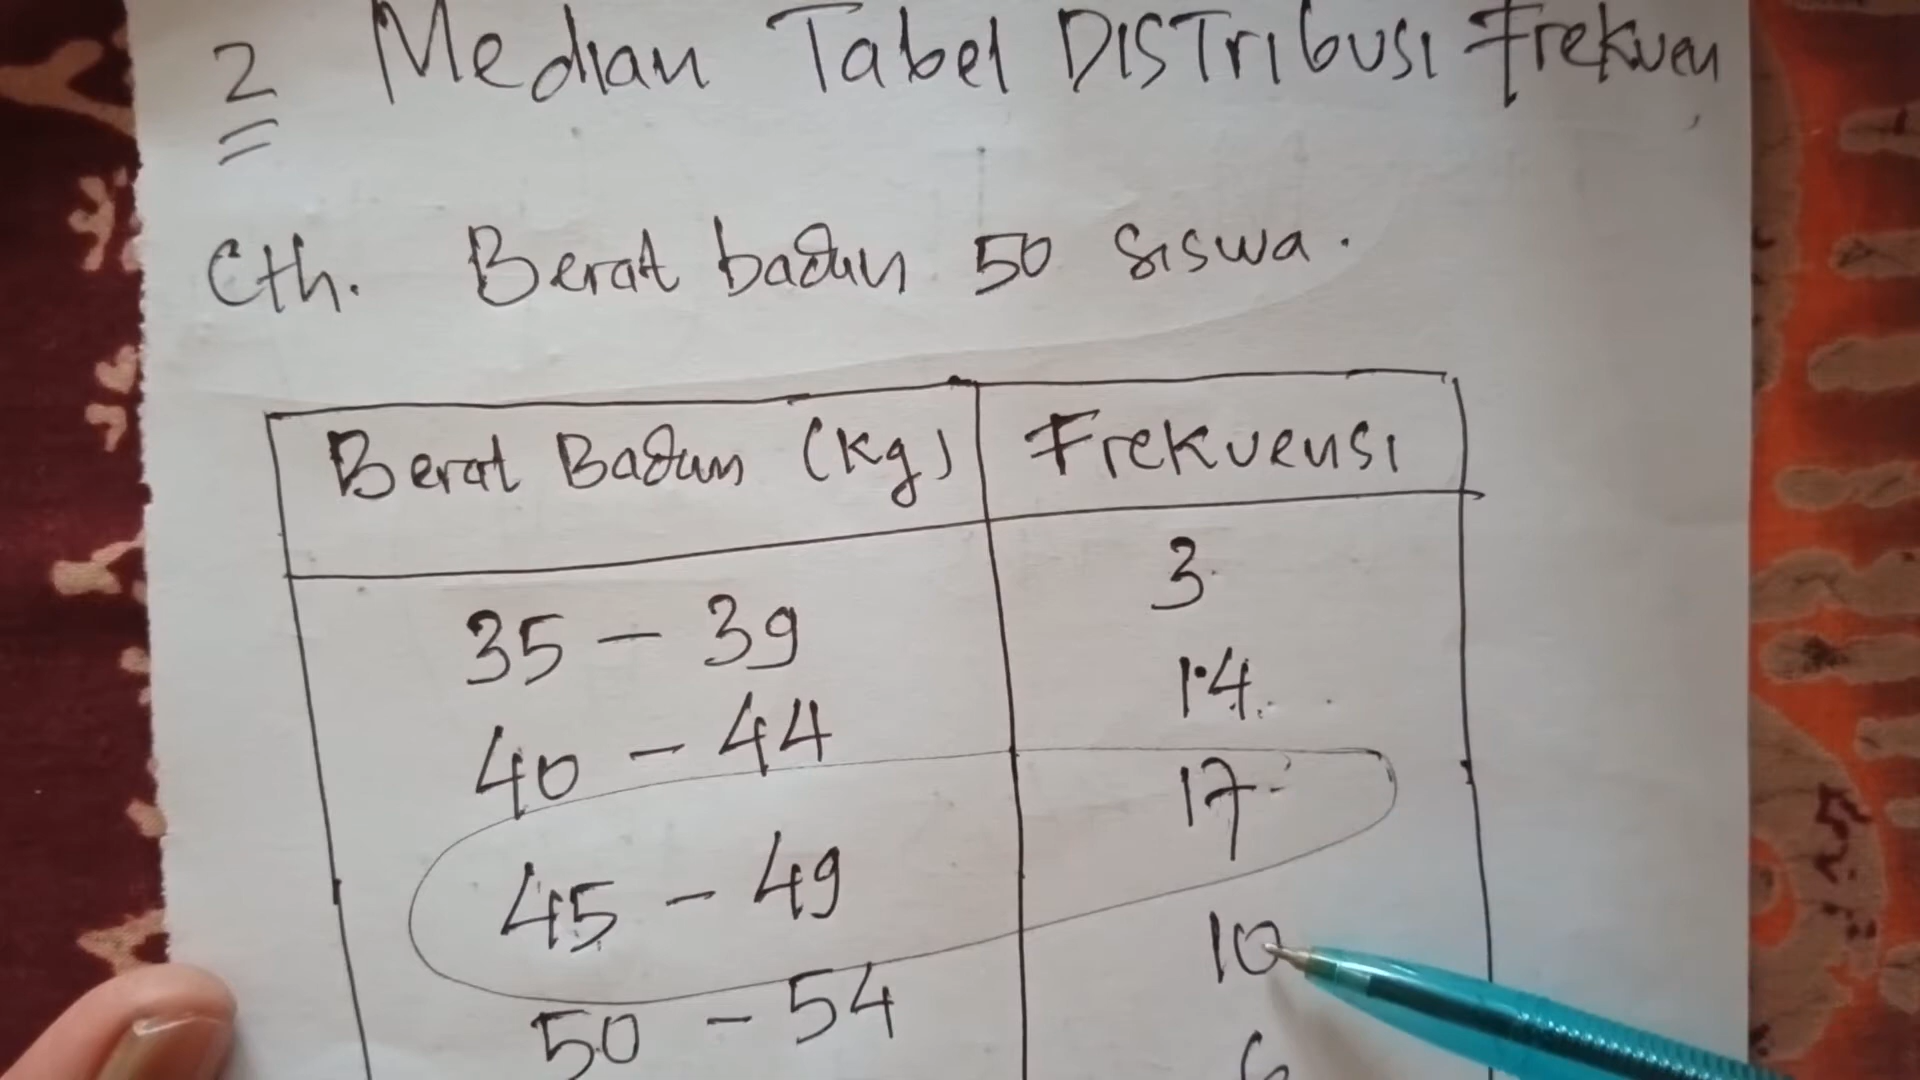 2 Median Tabel Distribusi Frekuen
Cth. Berat badan 50 siswa.
Berat Badan (Kg) Frekuensi
35 - 39 3
40 - 44 14
45 - 49 17
50 - 54 10
6